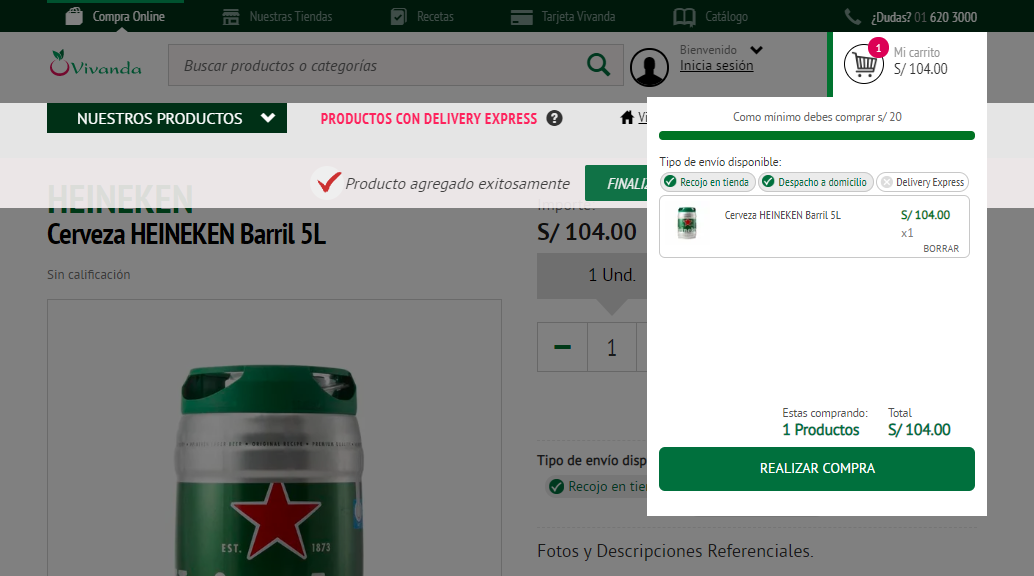 Compra Online
Nuestras Tiendas
Recetas
Tarjeta Vivanda
Catálogo
¿Dudas? 01 620 3000
Vivanda
Buscar productos o categorías
Bienvenido
Inicia sesión
1
Mi carrito
S/ 104.00
NUESTROS PRODUCTOS
PRODUCTOS CON DELIVERY EXPRESS ?
Como mínimo debes comprar s/ 20
Tipo de envío disponible:
Recojo en tienda
Despacho a domicilio
Delivery Express
Producto agregado exitosamente
HEINEKEN
Cerveza HEINEKEN Barril 5L
Sin calificación
Importe:
S/ 104.00
1 Und.
1
Cerveza HEINEKEN Barril 5L
S/ 104.00
x1
BORRAR
Estas comprando:
1 Productos
Total
S/ 104.00
REALIZAR COMPRA
Tipo de envío disp
Recojo en tie
Fotos y Descripciones Referenciales.
EST. 1873